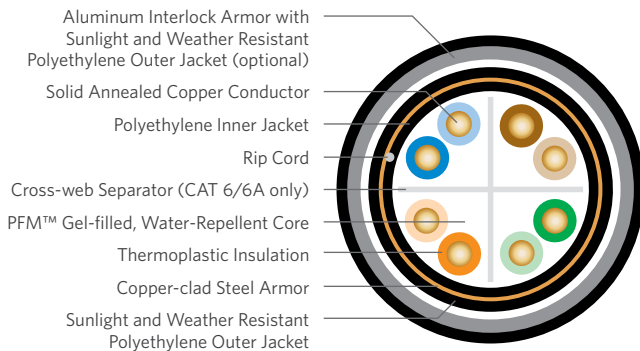 Aluminum Interlock Armor with
Sunlight and Weather Resistant
Polyethylene Outer Jacket (optional)
Solid Annealed Copper Conductor
Polyethylene Inner Jacket
Rip Cord
Cross-web Separator (CAT 6/6A only)
PFM™ Gel-filled, Water-Repellent Core
Thermoplastic Insulation
Copper-clad Steel Armor
Sunlight and Weather Resistant
Polyethylene Outer Jacket